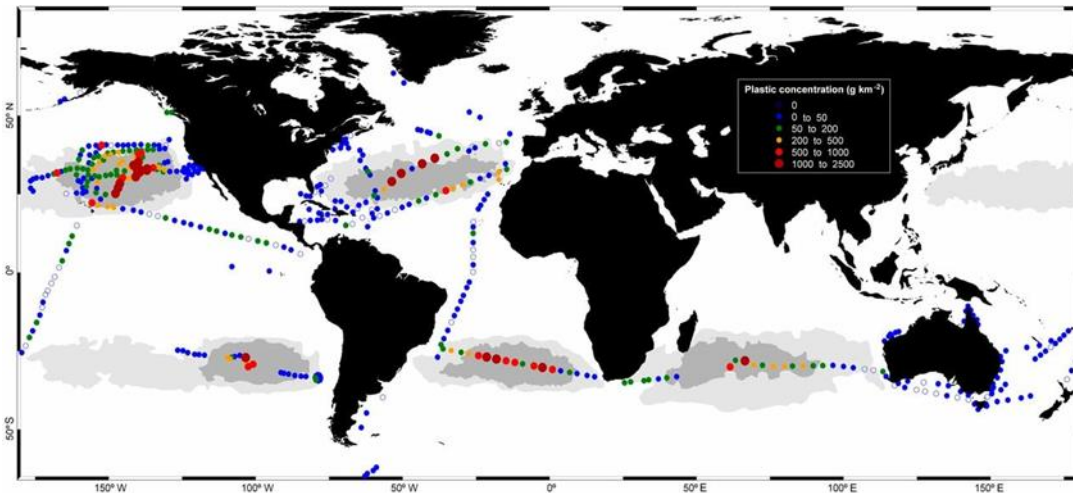 Plastic concentration (g km⁻²)
0
0 to 50
50 to 200
200 to 500
500 to 1000
1000 to 2500
50°N
0°
50°S
150° W
100° W
50° W
0°
50° E
100° E
150° E